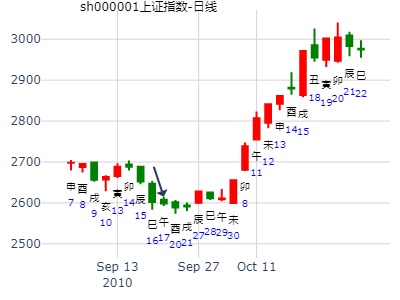 sh000001上证指数-日线
3000
2900
2800
2700
2600
2500
申 7
酉 8
戌 9
亥 10
寅 13
卯 14
辰 15
巳 16
午 17
未 20
申 21
戌
辰 27
巳 28
午 29
未 30
卯 8
午 11
未 12
申 13
酉 14
戌 15
丑 18
寅 19
卯 20
辰 21
巳 22
Sep 13
2010
Sep 27
Oct 11